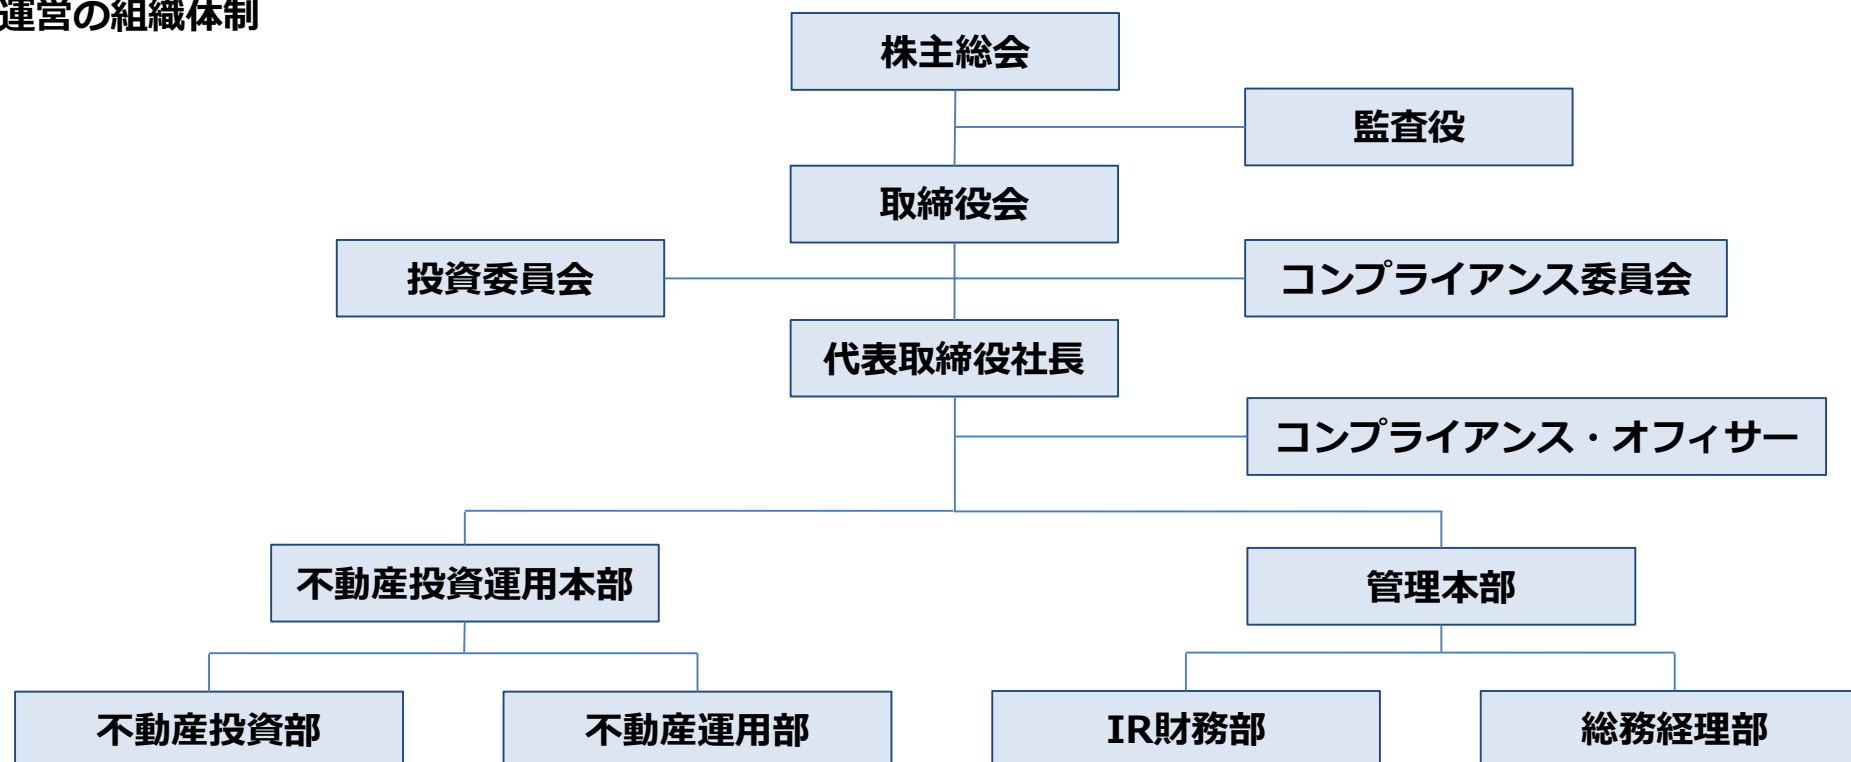 運営の組織体制
株主総会
監査役
取締役会
投資委員会
コンプライアンス委員会
代表取締役社長
コンプライアンス・オフィサー
不動産投資運用本部
管理本部
不動産投資部
不動産運用部
IR財務部
総務経理部